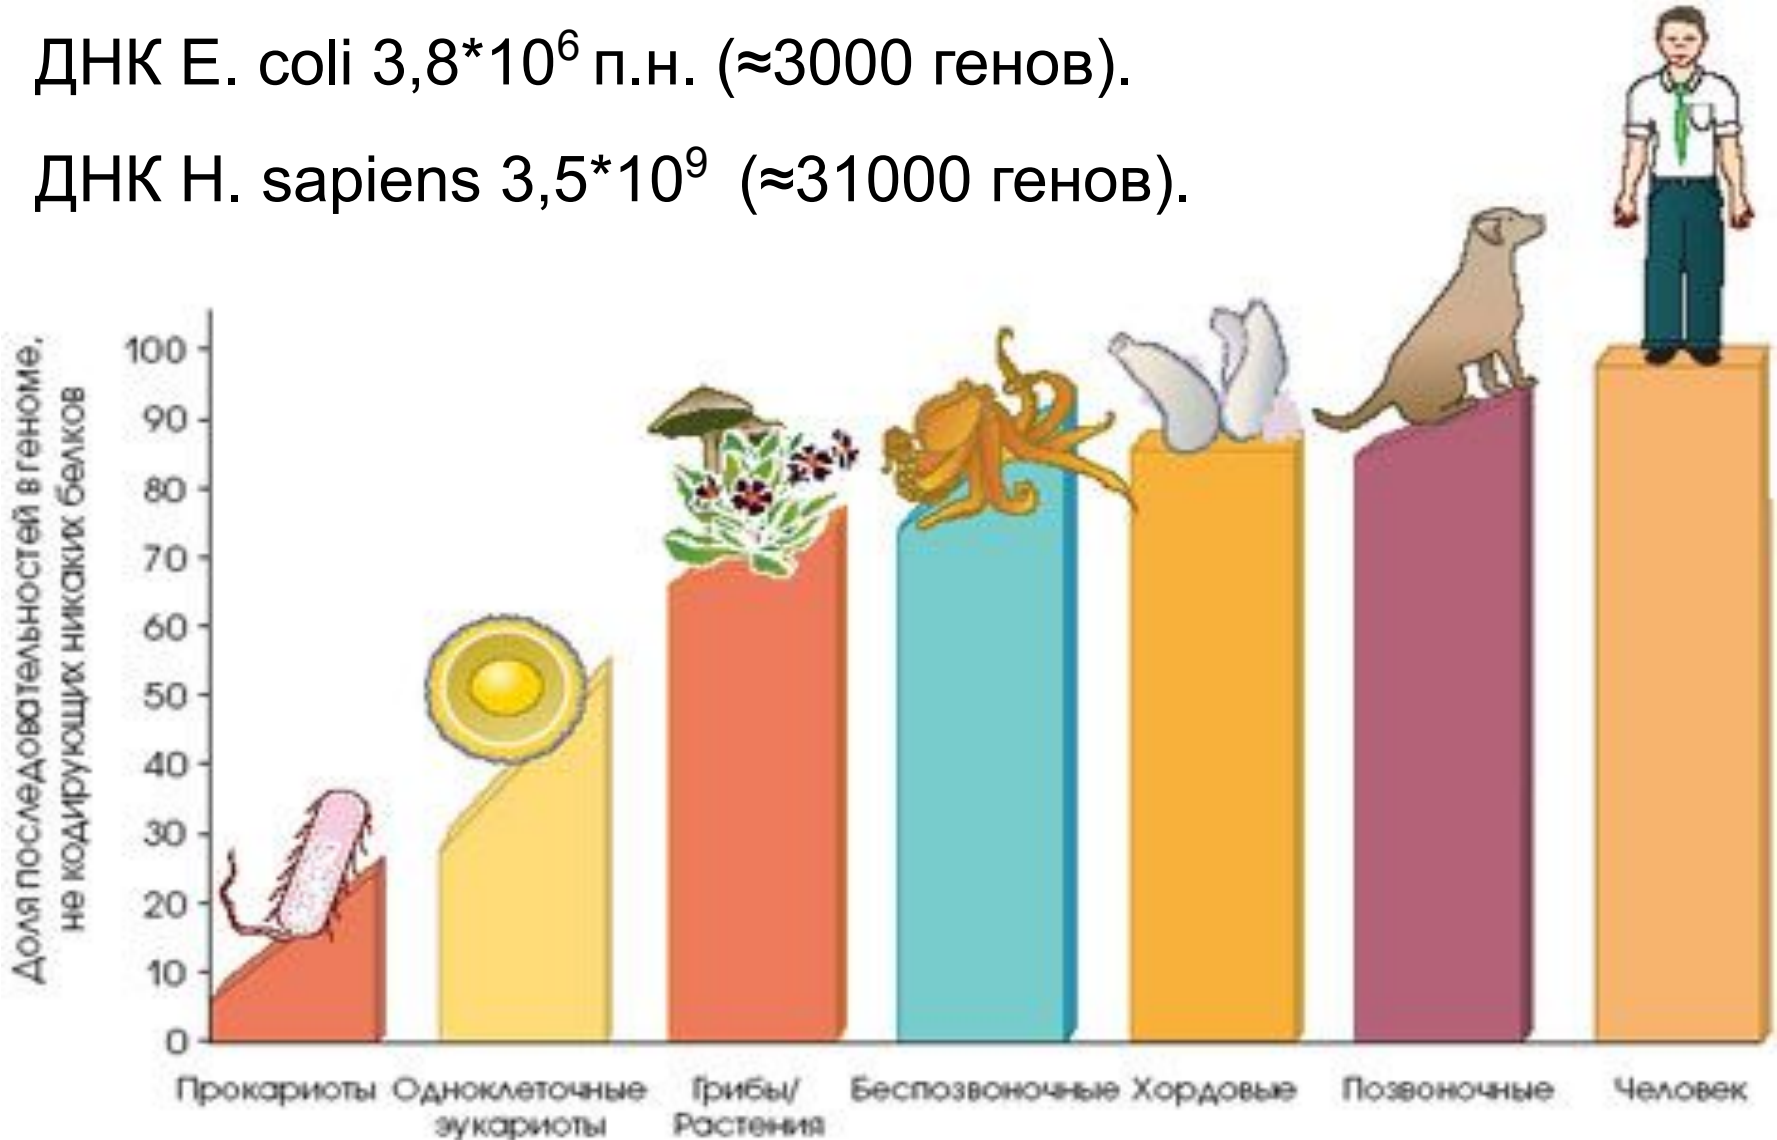 ДНК E. coli 3,8*10⁶ п.н. (≈3000 генов).
ДНК H. sapiens 3,5*10⁹ (≈31000 генов).
Доля последовательностей в геноме,
не кодирующих никаких белков
100
90
80
70
60
50
40
30
20
10
0
Прокариоты
Одноклеточные
эукариоты
Грибы/
Растения
Беспозвоночные
Хордовые
Позвоночные
Человек